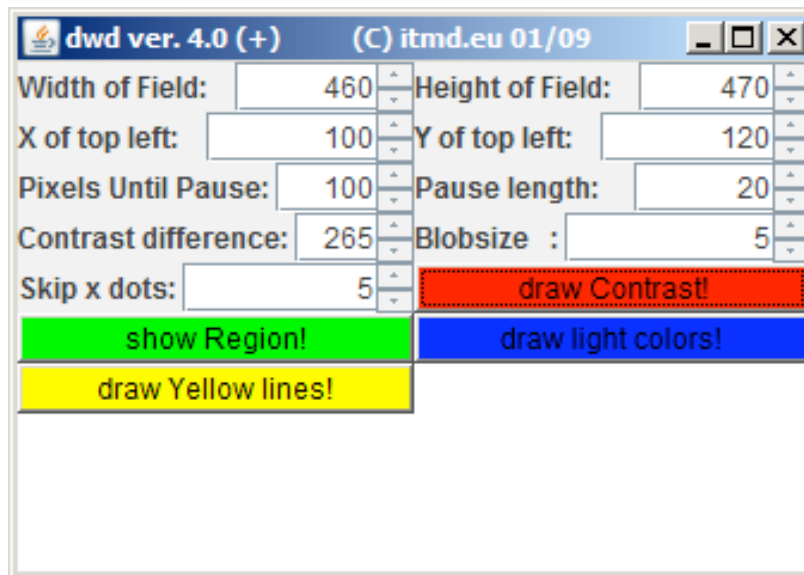 dwd ver. 4.0 (+) (C) itmd.eu 01/09
Width of Field: 460 Height of Field: 470
X of top left: 100 Y of top left: 120
Pixels Until Pause: 100 Pause length: 20
Contrast difference: 265 Blobsize : 5
Skip x dots: 5 draw Contrast!
show Region! draw light colors!
draw Yellow lines!